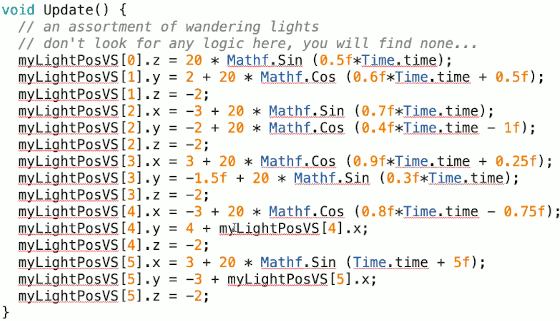 void Update() {
// an assortment of wandering lights
// don't look for any logic here, you will find none...
myLightPosVS[0].z = 20 * Mathf.Sin (0.5f*Time.time);
myLightPosVS[1].y = 2 + 20 * Mathf.Cos (0.6f*Time.time + 0.5f);
myLightPosVS[1].z = -2;
myLightPosVS[2].x = -3 + 20 * Mathf.Sin (0.7f*Time.time);
myLightPosVS[2].y = -2 + 20 * Mathf.Cos (0.4f*Time.time - 1f);
myLightPosVS[2].z = -2;
myLightPosVS[3].x = 3 + 20 * Mathf.Cos (0.9f*Time.time + 0.25f);
myLightPosVS[3].y = -1.5f + 20 * Mathf.Sin (0.3f*Time.time);
myLightPosVS[3].z = -2;
myLightPosVS[4].x = -3 + 20 * Mathf.Cos (0.8f*Time.time - 0.75f);
myLightPosVS[4].y = 4 + myLightPosVS[4].x;
myLightPosVS[4].z = -2;
myLightPosVS[5].x = 3 + 20 * Mathf.Sin (Time.time + 5f);
myLightPosVS[5].y = -3 + myLightPosVS[5].x;
myLightPosVS[5].z = -2;
}